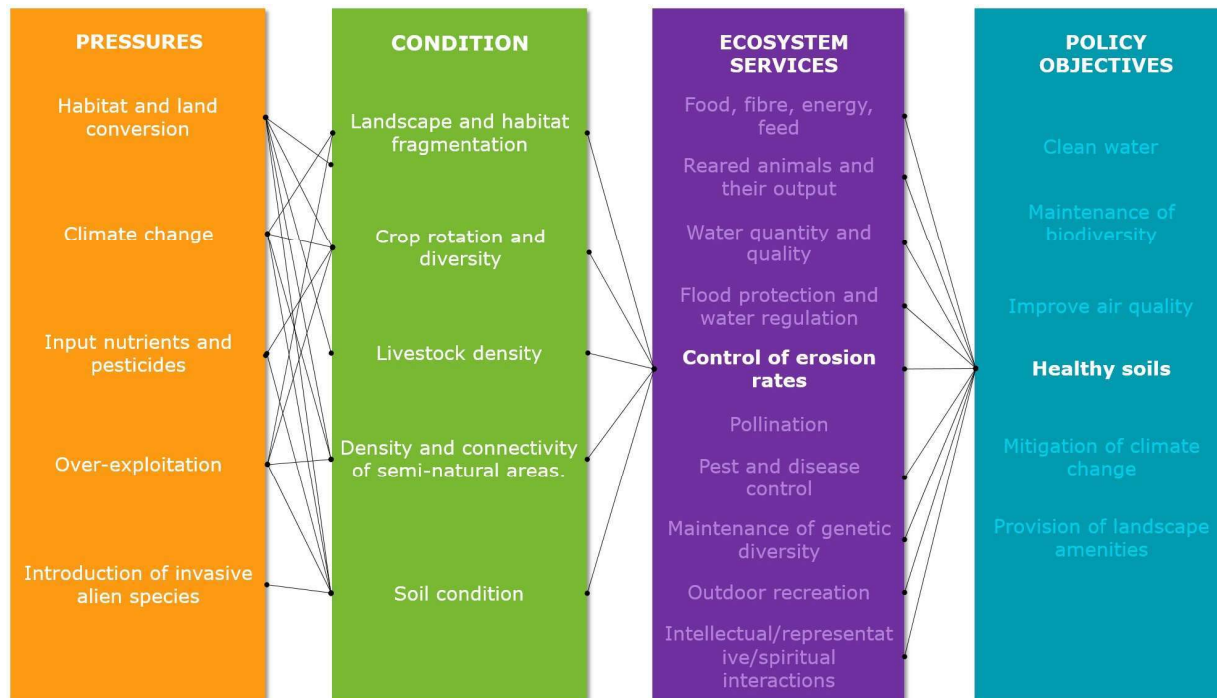 PRESSURES
Habitat and land
conversion
Climate change
Input nutrients and
pesticides
Over-exploitation
Introduction of invasive
alien species
CONDITION
Landscape and habitat
fragmentation
Crop rotation and
diversity
Livestock density
Density and connectivity
of semi-natural areas.
Soil condition
ECOSYSTEM
SERVICES
Food, fibre, energy,
feed
Reared animals and
their output
Water quantity and
quality
Flood protection and
water regulation
Control of erosion
rates
Pollination
Pest and disease
control
Maintenance of genetic
diversity
Outdoor recreation
Intellectual/representat
ive/spiritual
interactions
POLICY
OBJECTIVES
Clean water
Maintenance of
biodiversity
Improve air quality
Healthy soils
Mitigation of climate
change
Provision of landscape
amenities